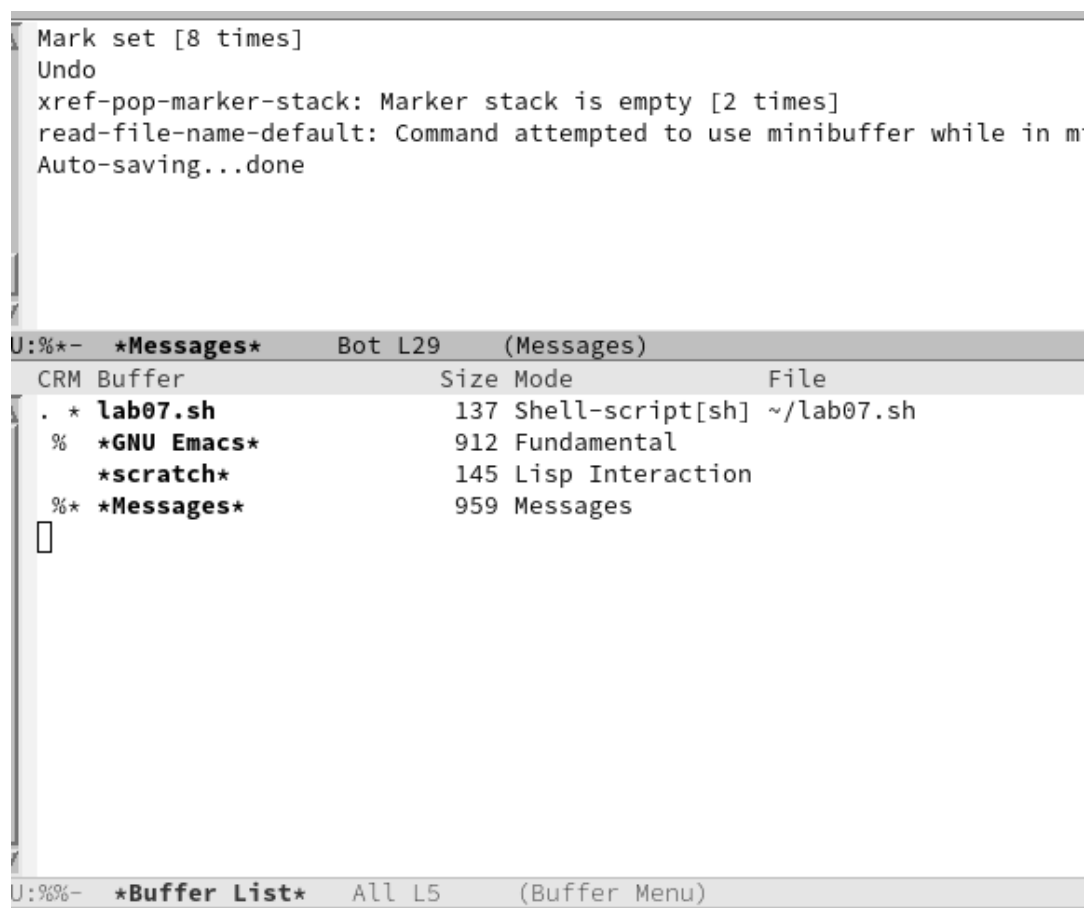 Mark set [8 times]
Undo
xref-pop-marker-stack: Marker stack is empty [2 times]
read-file-name-default: Command attempted to use minibuffer while in
Auto-saving...done
U:%*-  *Messages*     Bot L29    (Messages)
CRM Buffer                 Size Mode             File
. * lab07.sh                137 Shell-script[sh] ~/lab07.sh
 %  *GNU Emacs*             912 Fundamental
    *scratch*               145 Lisp Interaction
 %* *Messages*              959 Messages
U:%%-  *Buffer List*   All L5     (Buffer Menu)